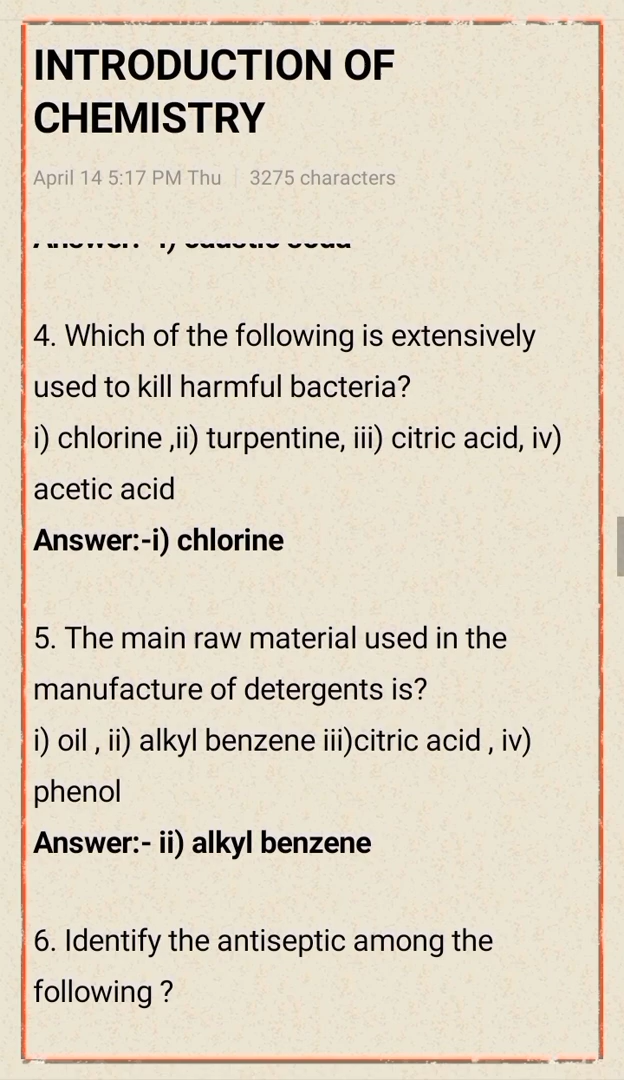 INTRODUCTION OF
CHEMISTRY
April 14 5:17 PM Thu | 3275 characters
Answer:- i) caustic soda
4. Which of the following is extensively
used to kill harmful bacteria?
i) chlorine ,ii) turpentine, iii) citric acid, iv)
acetic acid
Answer:-i) chlorine
5. The main raw material used in the
manufacture of detergents is?
i) oil , ii) alkyl benzene iii)citric acid , iv)
phenol
Answer:- ii) alkyl benzene
6. Identify the antiseptic among the
following ?